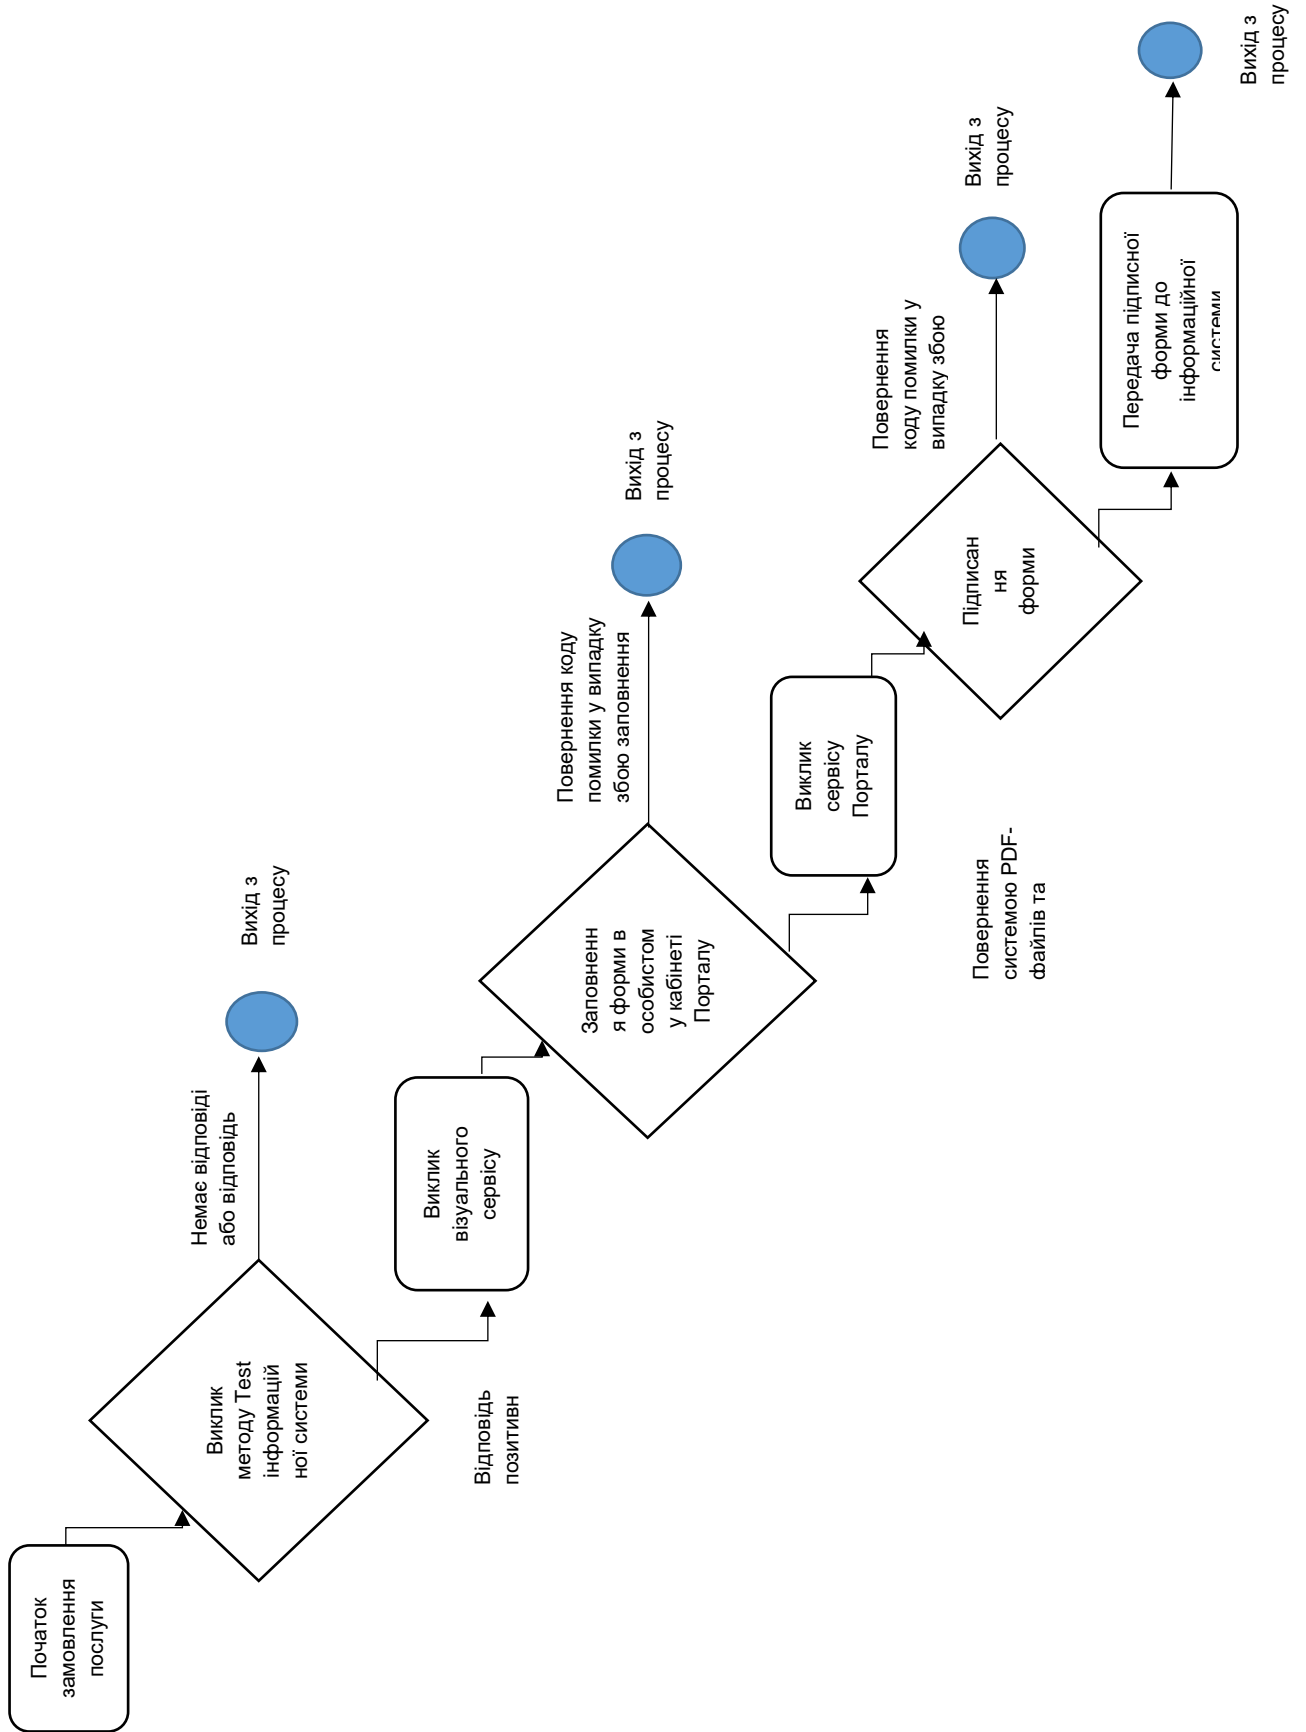 Початок
замовлення
послуги
Виклик
методу Test
інформацій
ної системи
Немає відповіді
або відповідь
Вихід з
процесу
Відповідь
позитивн
Виклик
візуального
сервісу
Заповненн
я форми в
особистом
у кабінеті
Порталу
Повернення коду
помилки у випадку
збою заповнення
Вихід з
процесу
Виклик
сервісу
Порталу
Повернення
системою PDF-
файлів та
Підписан
ня
форми
Повернення
коду помилки у
випадку збою
Вихід з
процесу
Передача підписної
форми до
інформаційної
системи
Вихід з
процесу